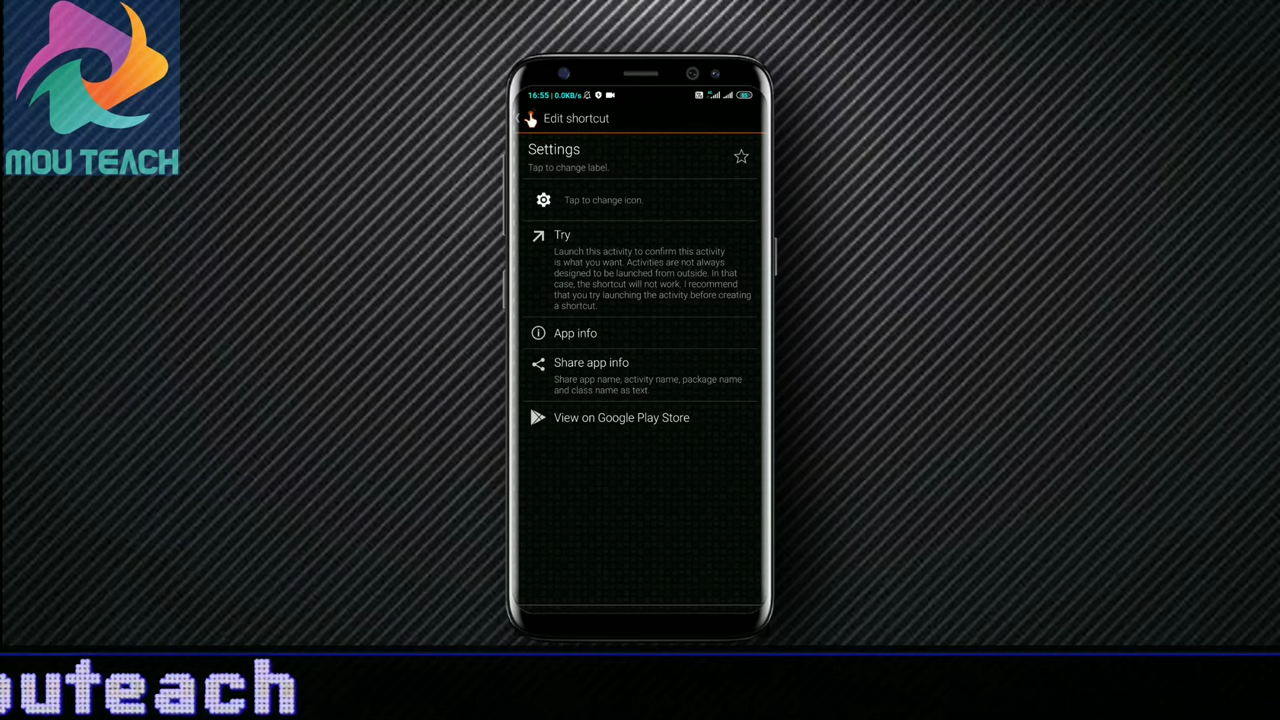 MOU TEACH
16:55 | 0.0KB/s
Edit shortcut
Settings
Tap to change label.
Tap to change icon.
Try
Launch this activity to confirm this activity
is what you want. Activities are not always
designed to be launched from outside. In that
case, the shortcut will not work. I recommend
that you try launching the activity before creating
a shortcut.
App info
Share app info
Share app name, activity name, package name
and class name as text.
View on Google Play Store
outeach